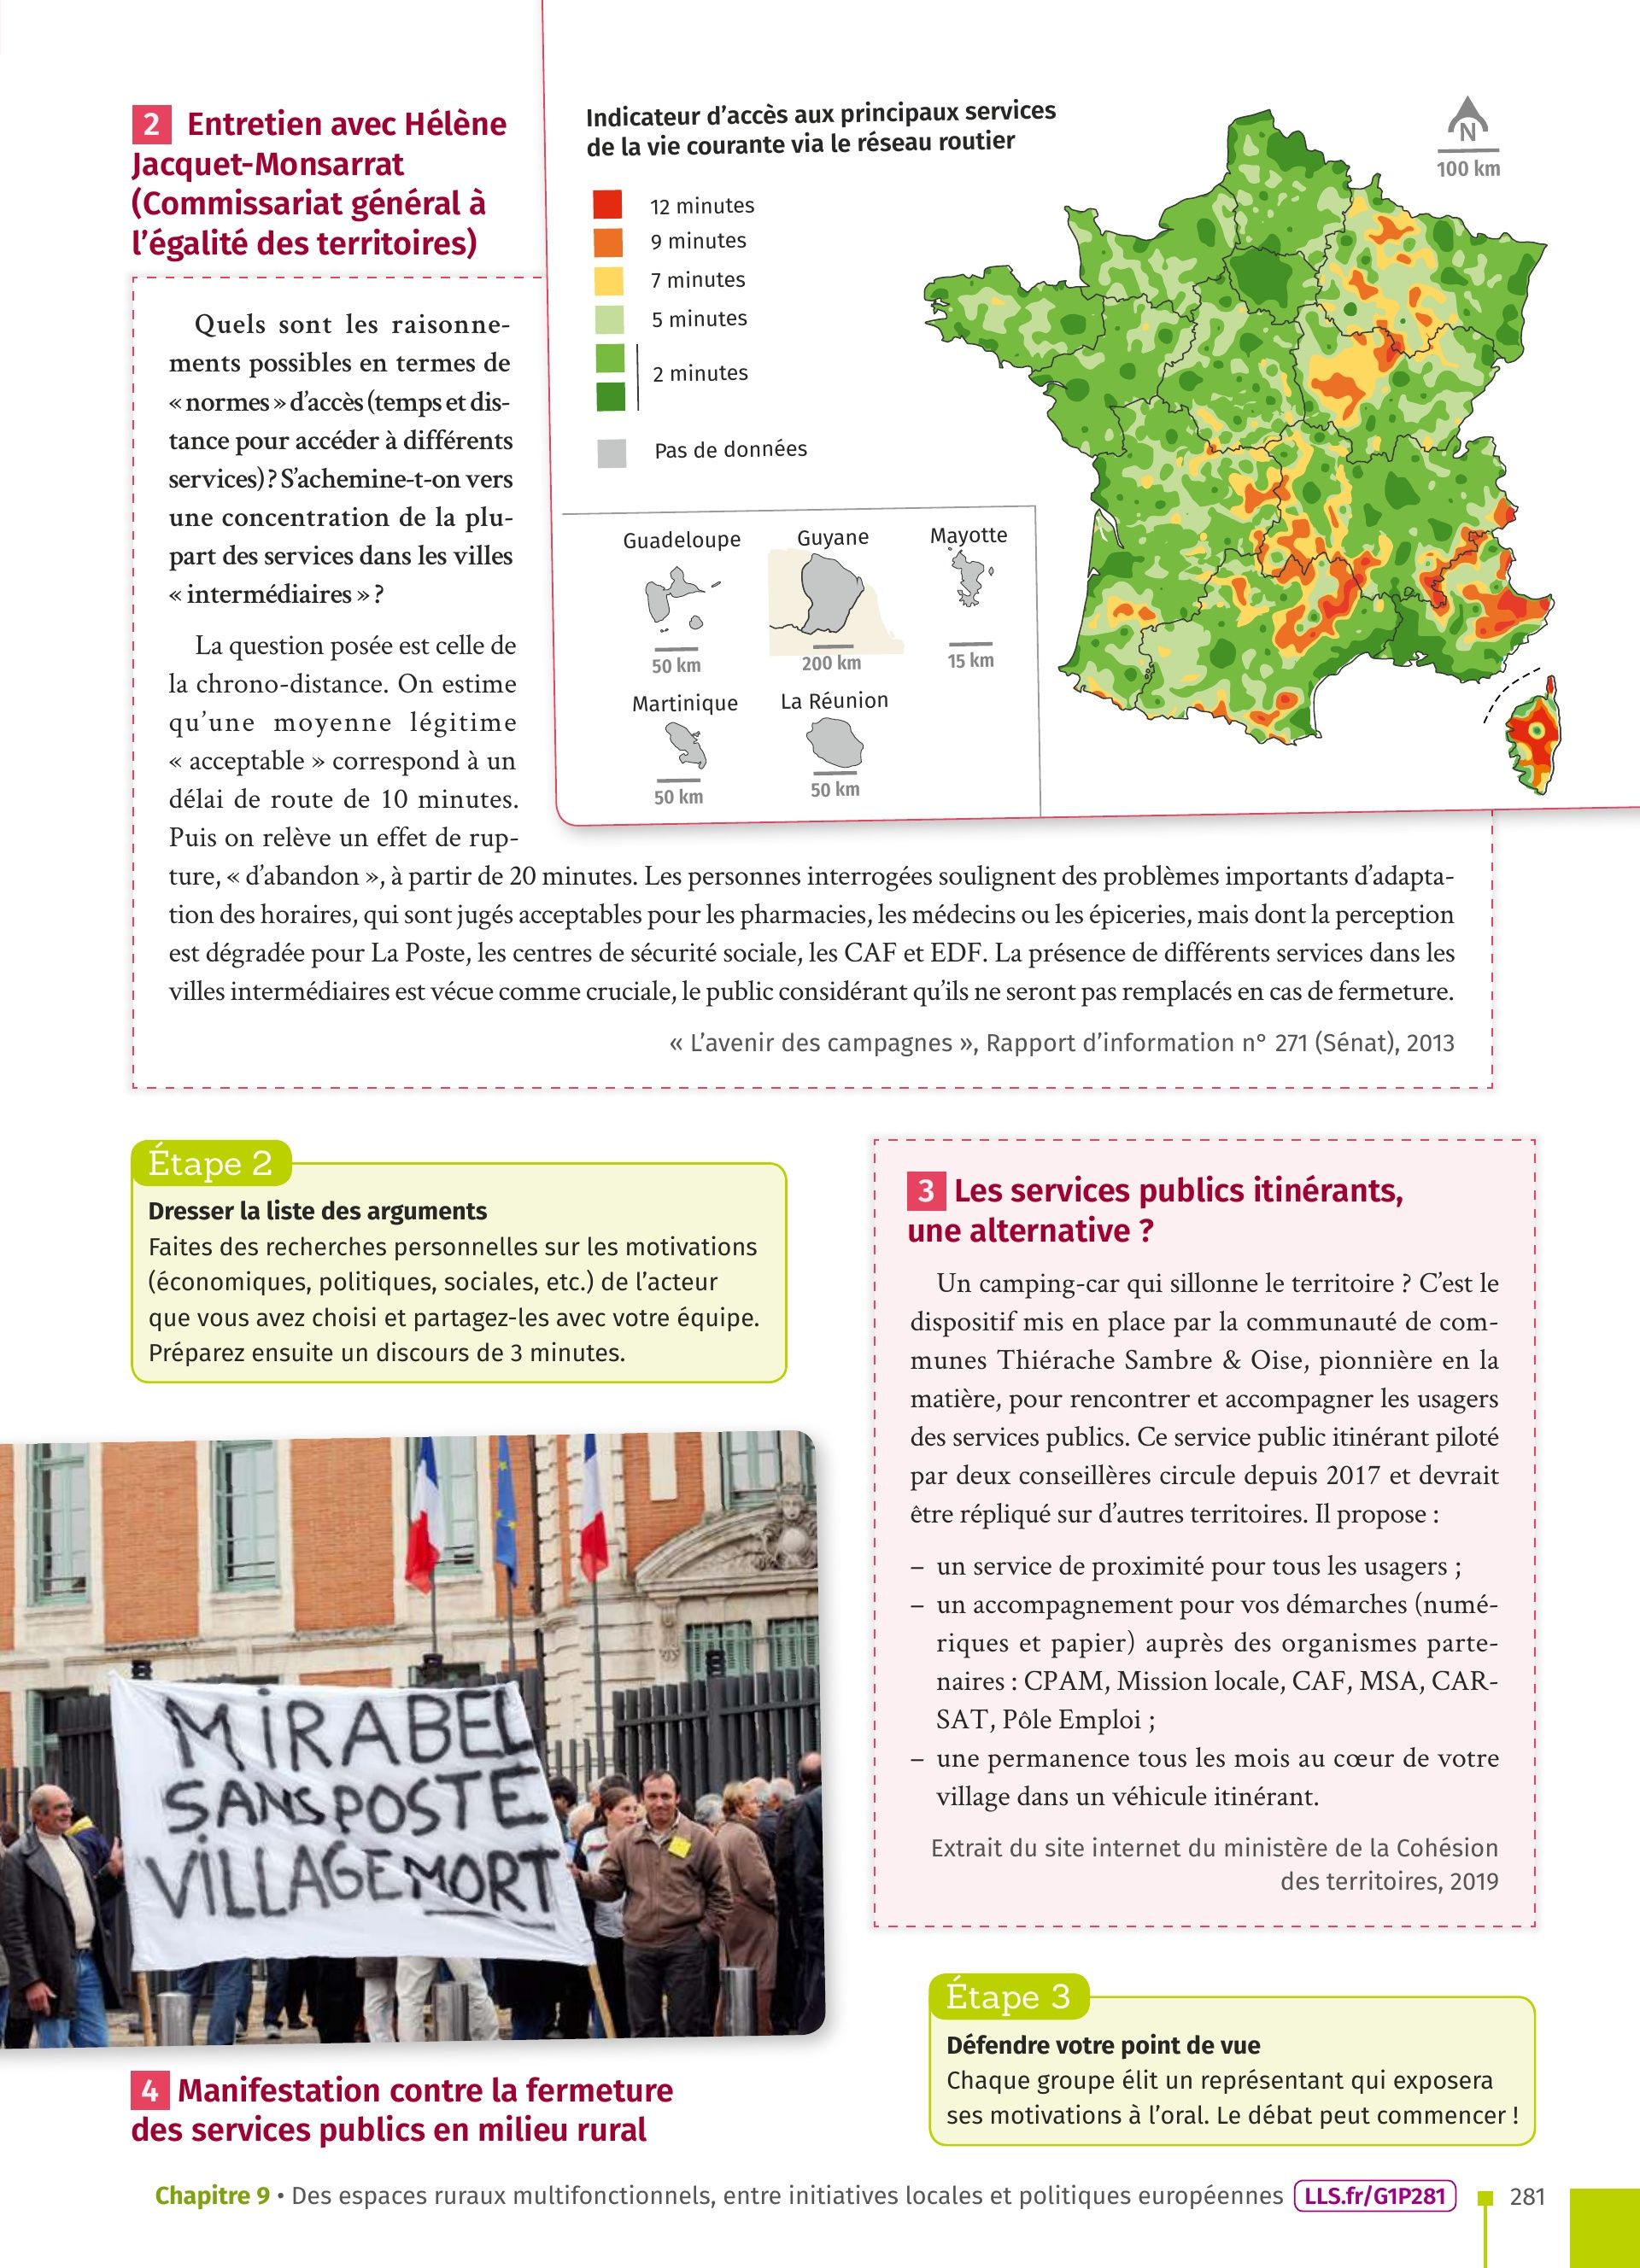 2 Entretien avec Hélène
Jacquet-Monsarrat
(Commissariat général à
l'égalité des territoires)
Quels sont les raisonne-
ments possibles en termes de
« normes » d'accès (temps et dis-
tance pour accéder à différents
services) ? S'achemine-t-on vers
une concentration de la plu-
part des services dans les villes
« intermédiaires » ?
La question posée est celle de
la chrono-distance. On estime
qu'une moyenne légitime
« acceptable » correspond à un
délai de route de 10 minutes.
Puis on relève un effet de rup-
ture, « d'abandon », à partir de 20 minutes. Les personnes interrogées soulignent des problèmes importants d'adapta-
tion des horaires, qui sont jugés acceptables pour les pharmacies, les médecins ou les épiceries, mais dont la perception
est dégradée pour La Poste, les centres de sécurité sociale, les CAF et EDF. La présence de différents services dans les
villes intermédiaires est vécue comme cruciale, le public considérant qu'ils ne seront pas remplacés en cas de fermeture.
« L'avenir des campagnes », Rapport d'information n° 271 (Sénat), 2013
Indicateur d'accès aux principaux services
de la vie courante via le réseau routier
12 minutes
9 minutes
7 minutes
5 minutes
2 minutes
Pas de données
N
100 km
Guadeloupe
50 km
Guyane
200 km
Mayotte
15 km
Martinique
50 km
La Réunion
50 km
Étape 2
Dresser la liste des arguments
Faites des recherches personnelles sur les motivations
(économiques, politiques, sociales, etc.) de l'acteur
que vous avez choisi et partagez-les avec votre équipe.
Préparez ensuite un discours de 3 minutes.
3 Les services publics itinérants,
une alternative ?
Un camping-car qui sillonne le territoire ? C'est le
dispositif mis en place par la communauté de com-
munes Thiérache Sambre & Oise, pionnière en la
matière, pour rencontrer et accompagner les usagers
des services publics. Ce service public itinérant piloté
par deux conseillères circule depuis 2017 et devrait
être répliqué sur d'autres territoires. Il propose :
– un service de proximité pour tous les usagers ;
– un accompagnement pour vos démarches (numé-
riques et papier) auprès des organismes parte-
naires : CPAM, Mission locale, CAF, MSA, CAR-
SAT, Pôle Emploi ;
– une permanence tous les mois au cœur de votre
village dans un véhicule itinérant.
Extrait du site internet du ministère de la Cohésion
des territoires, 2019
MiRABEL
SANS POSTE
ViLLAGE MORT
4 Manifestation contre la fermeture
des services publics en milieu rural
Étape 3
Défendre votre point de vue
Chaque groupe élit un représentant qui exposera
ses motivations à l'oral. Le débat peut commencer !
Chapitre 9 • Des espaces ruraux multifonctionnels, entre initiatives locales et politiques européennes LLS.fr/G1P281 281